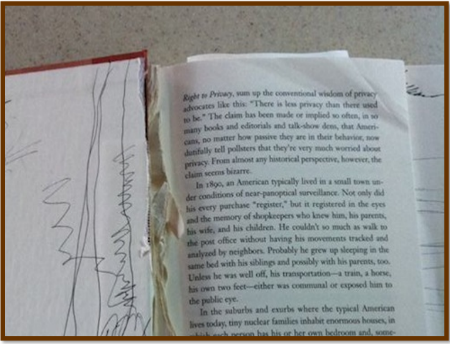 Right to Privacy, sum up the conventional wisdom of privacy
advocates like this: "There is less privacy than there used
to be." The claim has been made or implied so often, in so
many books and editorials and talk-show dens, that Ameri-
cans, no matter how passive they are in their behavior, now
dutifully tell pollsters that they're very much worried about
privacy. From almost any historical perspective, however, the
claim seems bizarre.
In 1890, an American typically lived in a small town un-
der conditions of near-panoptical surveillance. Not only did
his every purchase "register," but it registered in the eyes
and the memory of shopkeepers who knew him, his parents,
his wife, and his children. He couldn't so much as walk to
the post office without having his movements tracked and
analyzed by neighbors. Probably he grew up sleeping in the
same bed with his siblings and possibly with his parents, too.
Unless he was well off, his transportation—a train, a horse,
his own two feet—either was communal or exposed him to
the public eye.
In the suburbs and exurbs where the typical American
lives today, tiny nuclear families inhabit enormous houses, in
which each person has his or her own bedroom and, some-